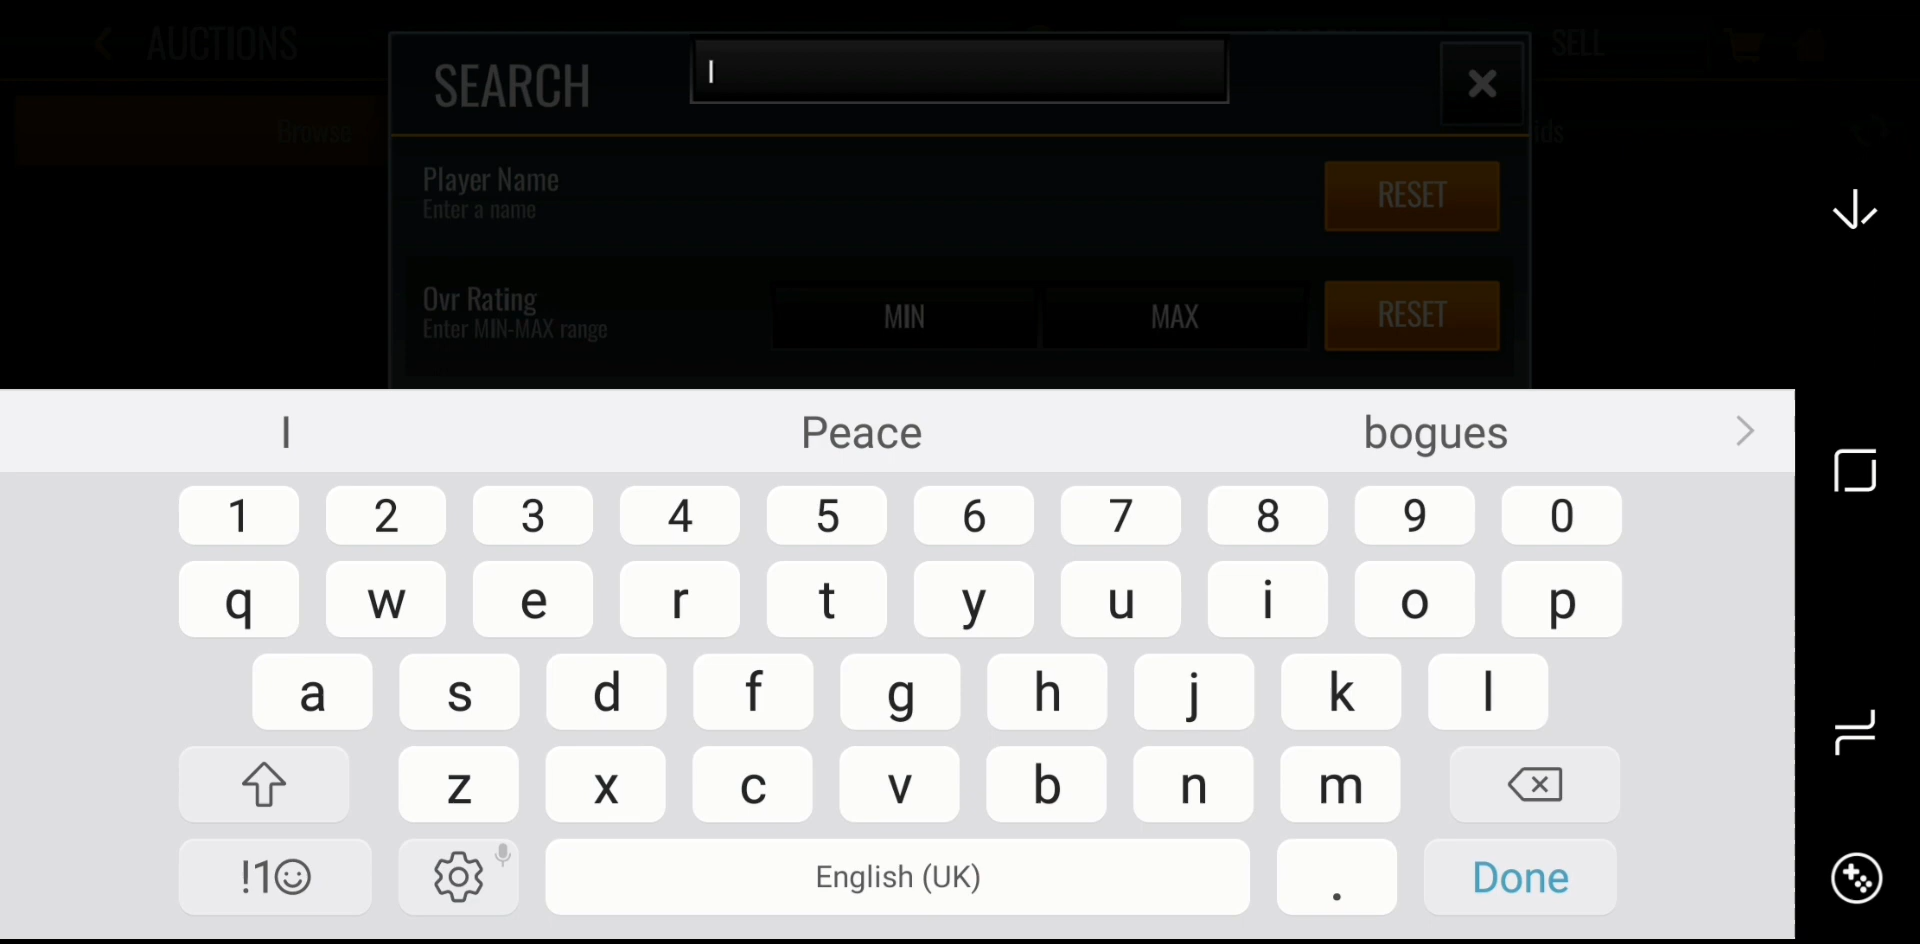 AUCTIONS
SELL
SEARCH
Browse
ids
Player Name
Enter a name
RESET
Ovr Rating
Enter MIN-MAX range
MIN
MAX
RESET
I
Peace
bogues
1 2 3 4 5 6 7 8 9 0
q w e r t y u i o p
a s d f g h j k l
z x c v b n m
!1☺
English (UK)
.
Done